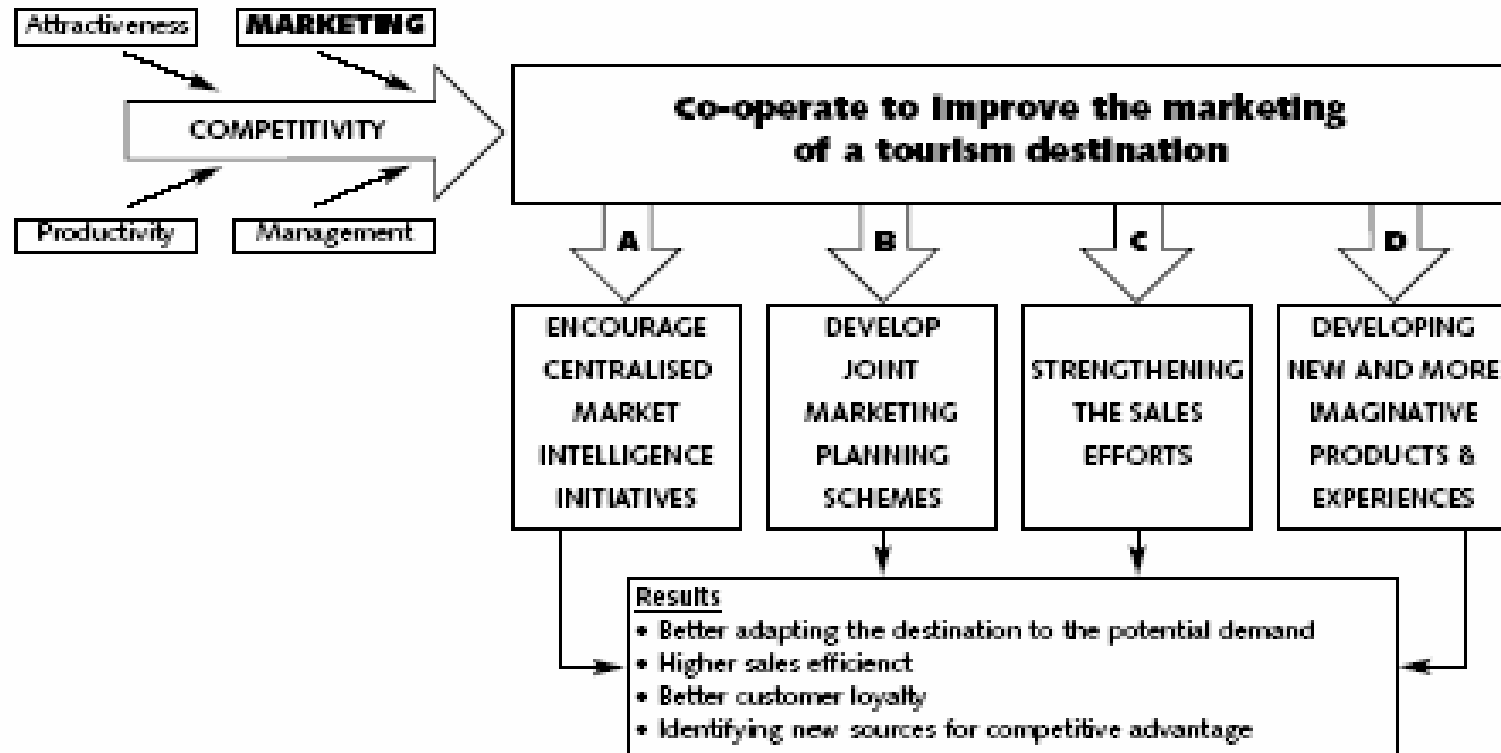 Attractiveness
MARKETING
COMPETITIVITY
Productivity
Management
Co-operate to improve the marketing
of a tourism destination
A
B
C
D
ENCOURAGE
CENTRALISED
MARKET
INTELLIGENCE
INITIATIVES
DEVELOP
JOINT
MARKETING
PLANNING
SCHEMES
STRENGTHENING
THE SALES
EFFORTS
DEVELOPING
NEW AND MORE
IMAGINATIVE
PRODUCTS &
EXPERIENCES
Results
• Better adapting the destination to the potential demand
• Higher sales efficienct
• Better customer loyalty
• Identifying new sources for competitive advantage